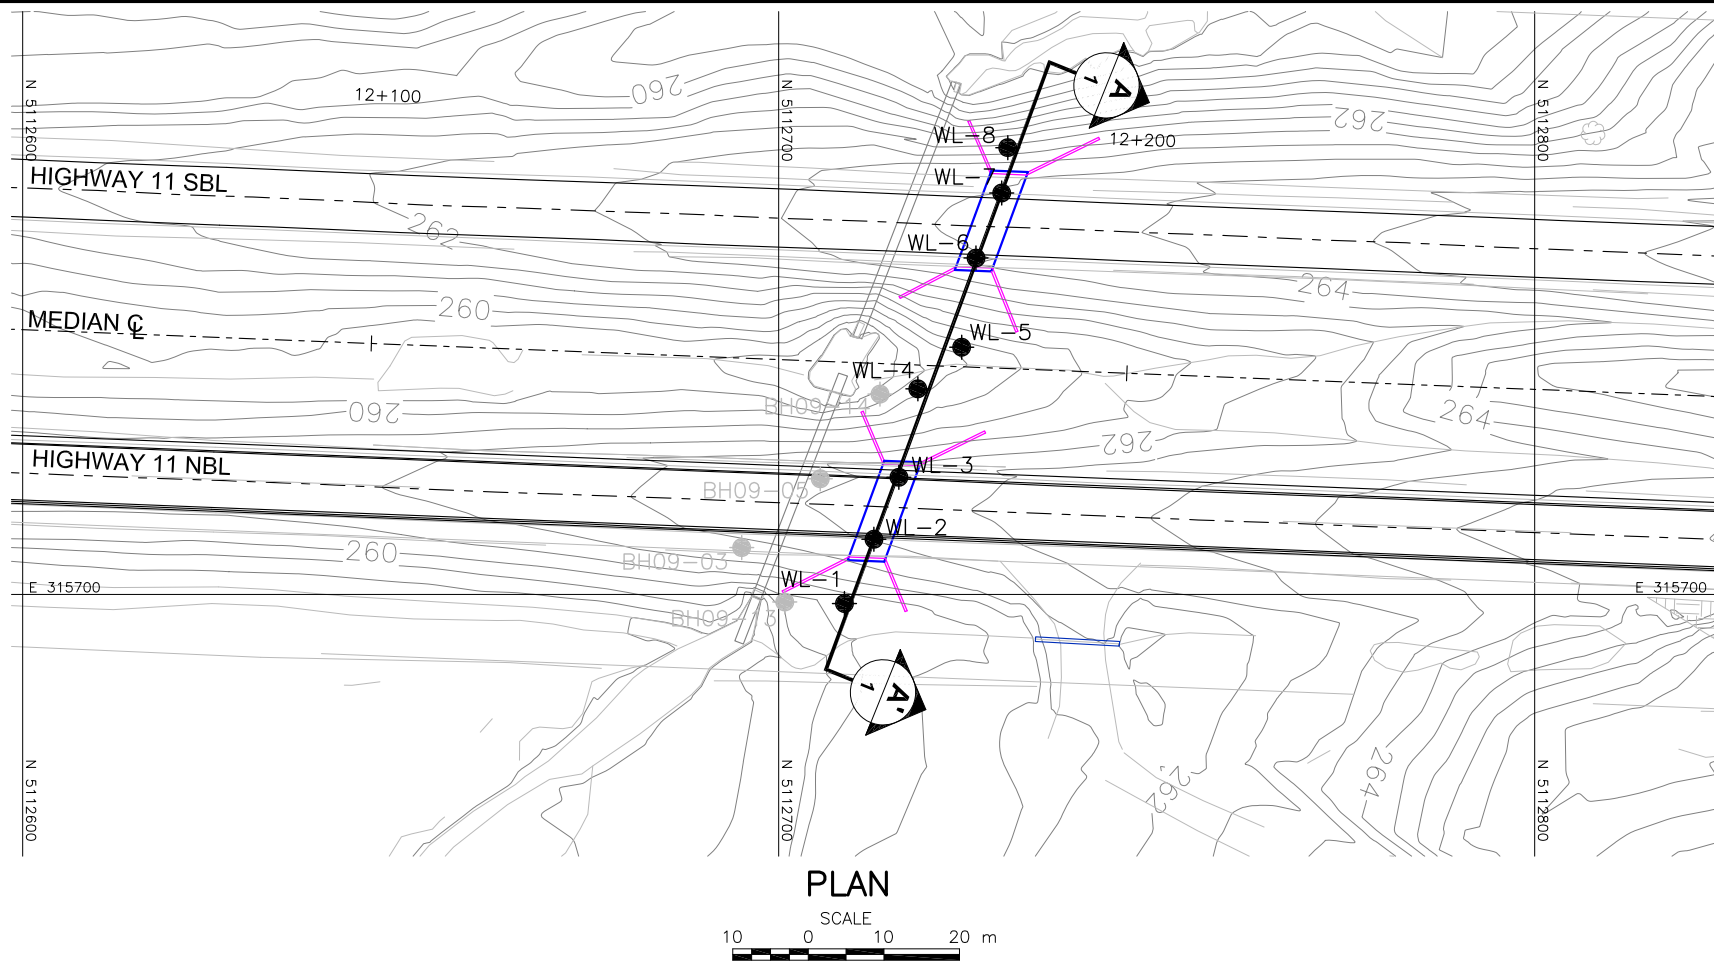 N 5112600
N 5112700
N 5112800
12+100
260
262
A
1
WL-8
12+200
HIGHWAY 11 SBL
WL-7
262
WL-6
264
260
MEDIAN ℄
WL-5
WL-4
BH09-14
260
264
262
HIGHWAY 11 NBL
WL-3
BH09-05
WL-2
260
BH09-03
WL-1
E 315700
E 315700
BH09-13
A'
1
262
264
N 5112600
N 5112700
N 5112800
PLAN
SCALE
10 0 10 20 m